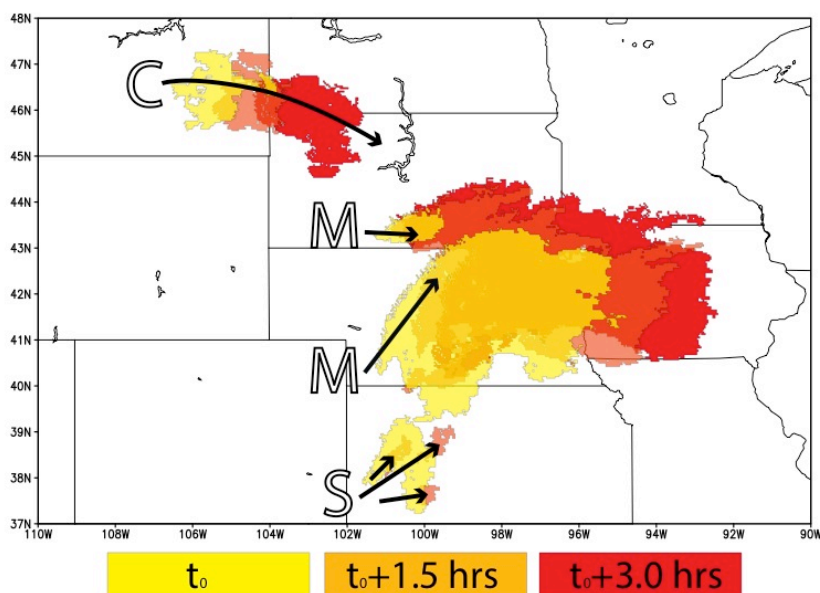 48N
47N
46N
45N
44N
43N
42N
41N
40N
39N
38N
37N
C
M
M
S
110W 108W 106W 104W 102W 100W 98W 96W 94W 92W 90W
t₀ t₀+1.5 hrs t₀+3.0 hrs